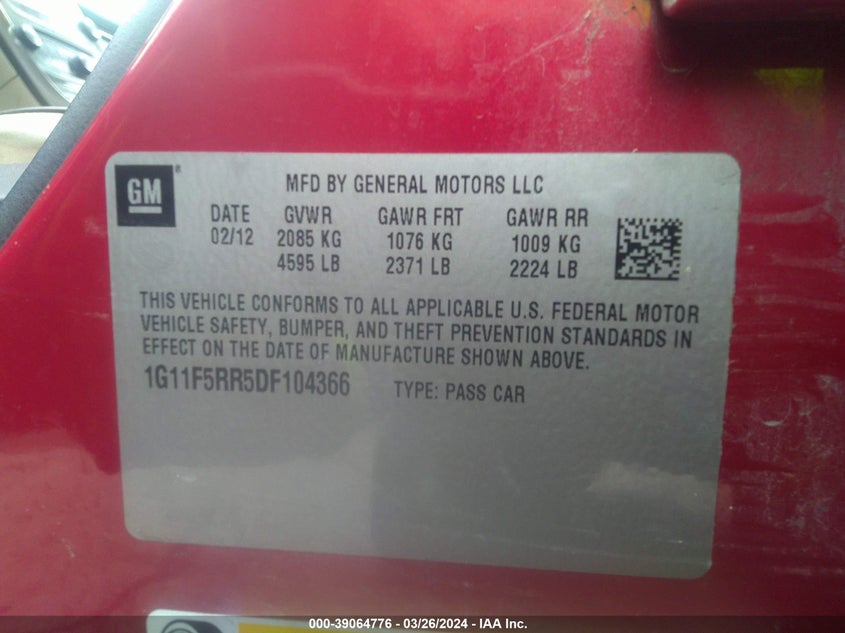 GM ®
MFD BY GENERAL MOTORS LLC
DATE GVWR GAWR FRT GAWR RR
02/12 2085 KG 1076 KG 1009 KG
4595 LB 2371 LB 2224 LB
THIS VEHICLE CONFORMS TO ALL APPLICABLE U.S. FEDERAL MOTOR
VEHICLE SAFETY, BUMPER, AND THEFT PREVENTION STANDARDS IN
EFFECT ON THE DATE OF MANUFACTURE SHOWN ABOVE.
1G11F5RR5DF104366 TYPE: PASS CAR
000-39064776 - 03/26/2024 - IAA Inc.